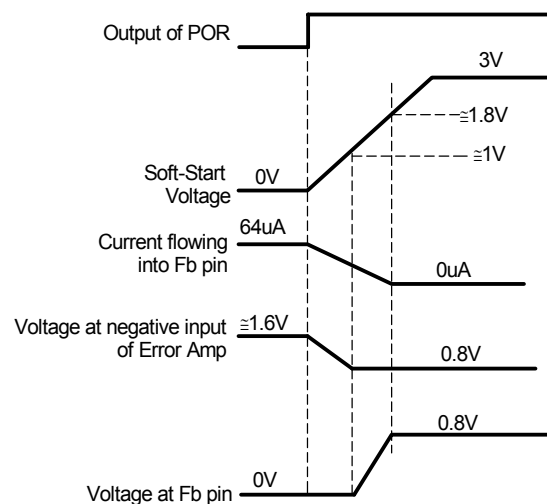 Output of POR
3V
≅1.8V
≅1V
Soft-Start
Voltage
0V
64uA
Current flowing
into Fb pin
0uA
Voltage at negative input
of Error Amp
≅1.6V
0.8V
0.8V
Voltage at Fb pin
0V